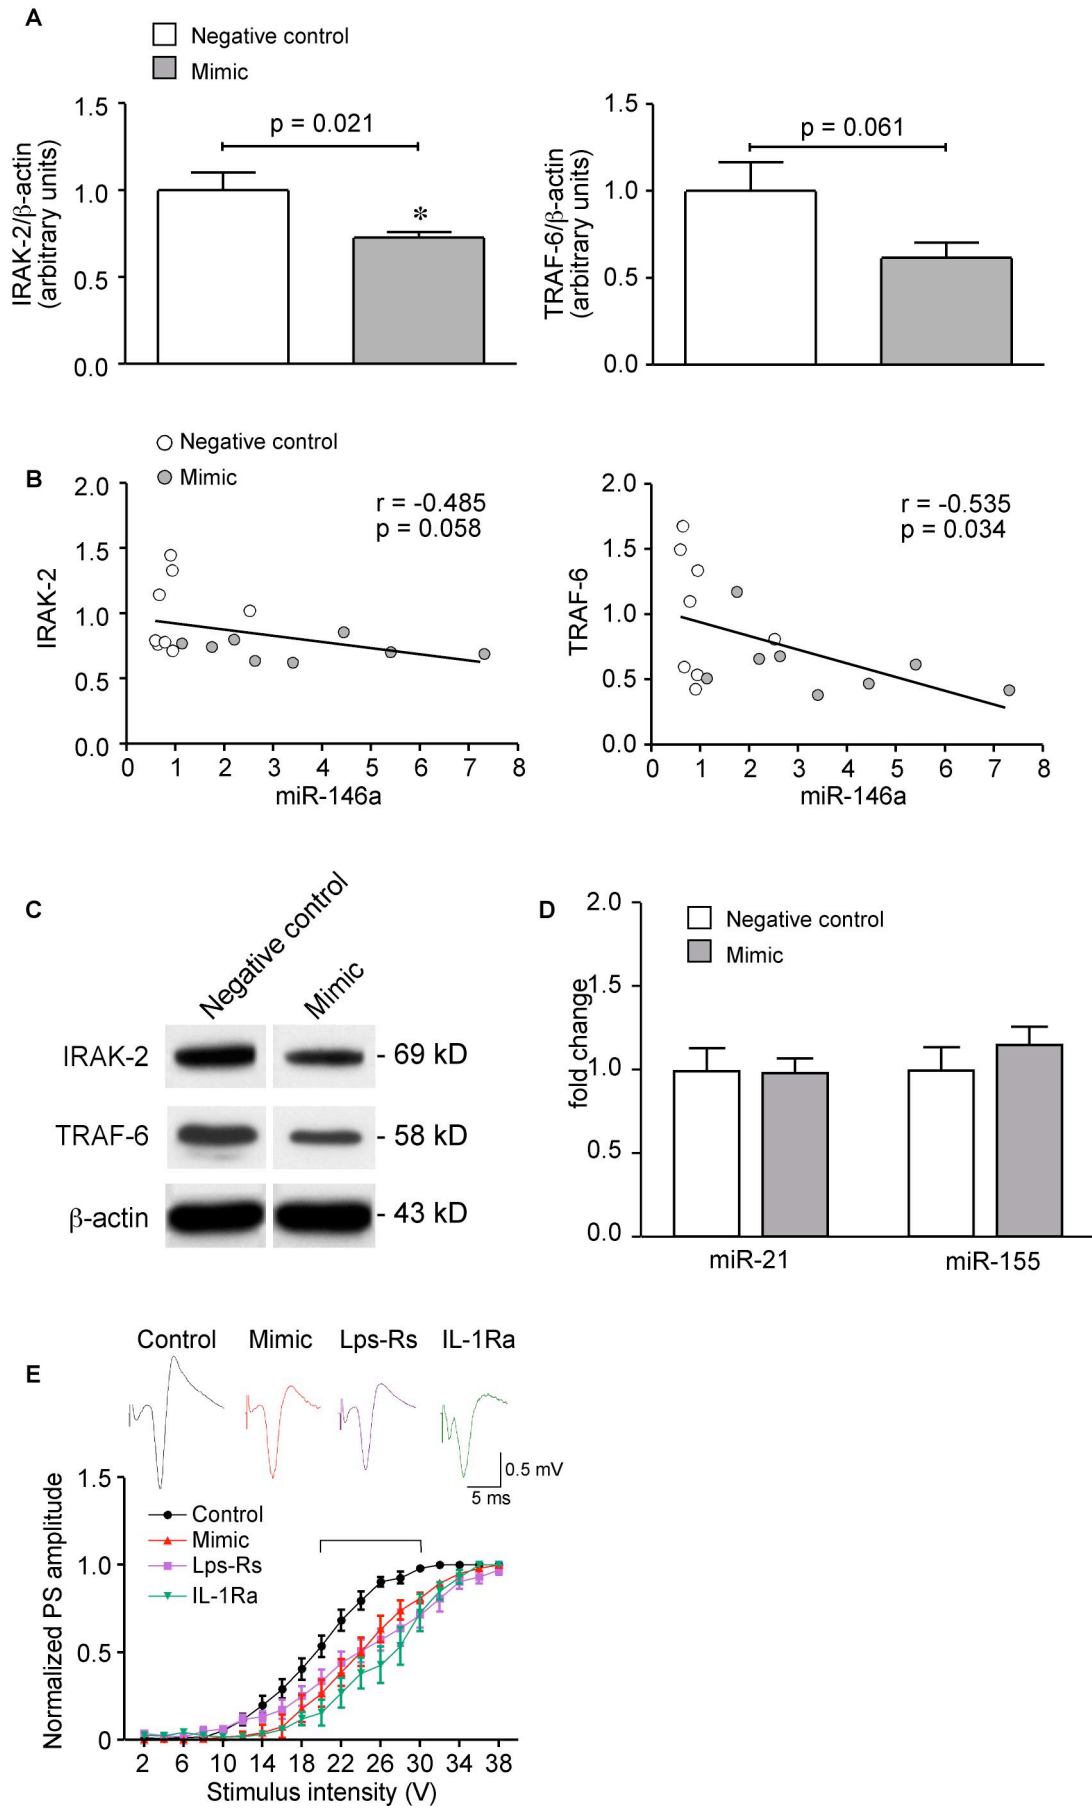 A
Negative control
Mimic
IRAK-2/β-actin
(arbitrary units)
1.5
1.0
0.5
0.0
p = 0.021
*
TRAF-6/β-actin
(arbitrary units)
1.5
1.0
0.5
0.0
p = 0.061
B
Negative control
Mimic
IRAK-2
2.0
1.5
1.0
0.5
0.0
r = -0.485
p = 0.058
0 1 2 3 4 5 6 7 8
miR-146a
TRAF-6
2.0
1.5
1.0
0.5
0.0
r = -0.535
p = 0.034
0 1 2 3 4 5 6 7 8
miR-146a
C
Negative control
Mimic
IRAK-2 - 69 kD
TRAF-6 - 58 kD
β-actin - 43 kD
D
fold change
2.0
1.5
1.0
0.5
0.0
Negative control
Mimic
miR-21 miR-155
E
Control Mimic Lps-Rs IL-1Ra
0.5 mV
5 ms
Normalized PS amplitude
1.5
1.0
0.5
0
Control
Mimic
Lps-Rs
IL-1Ra
2 6 10 14 18 22 26 30 34 38
Stimulus intensity (V)